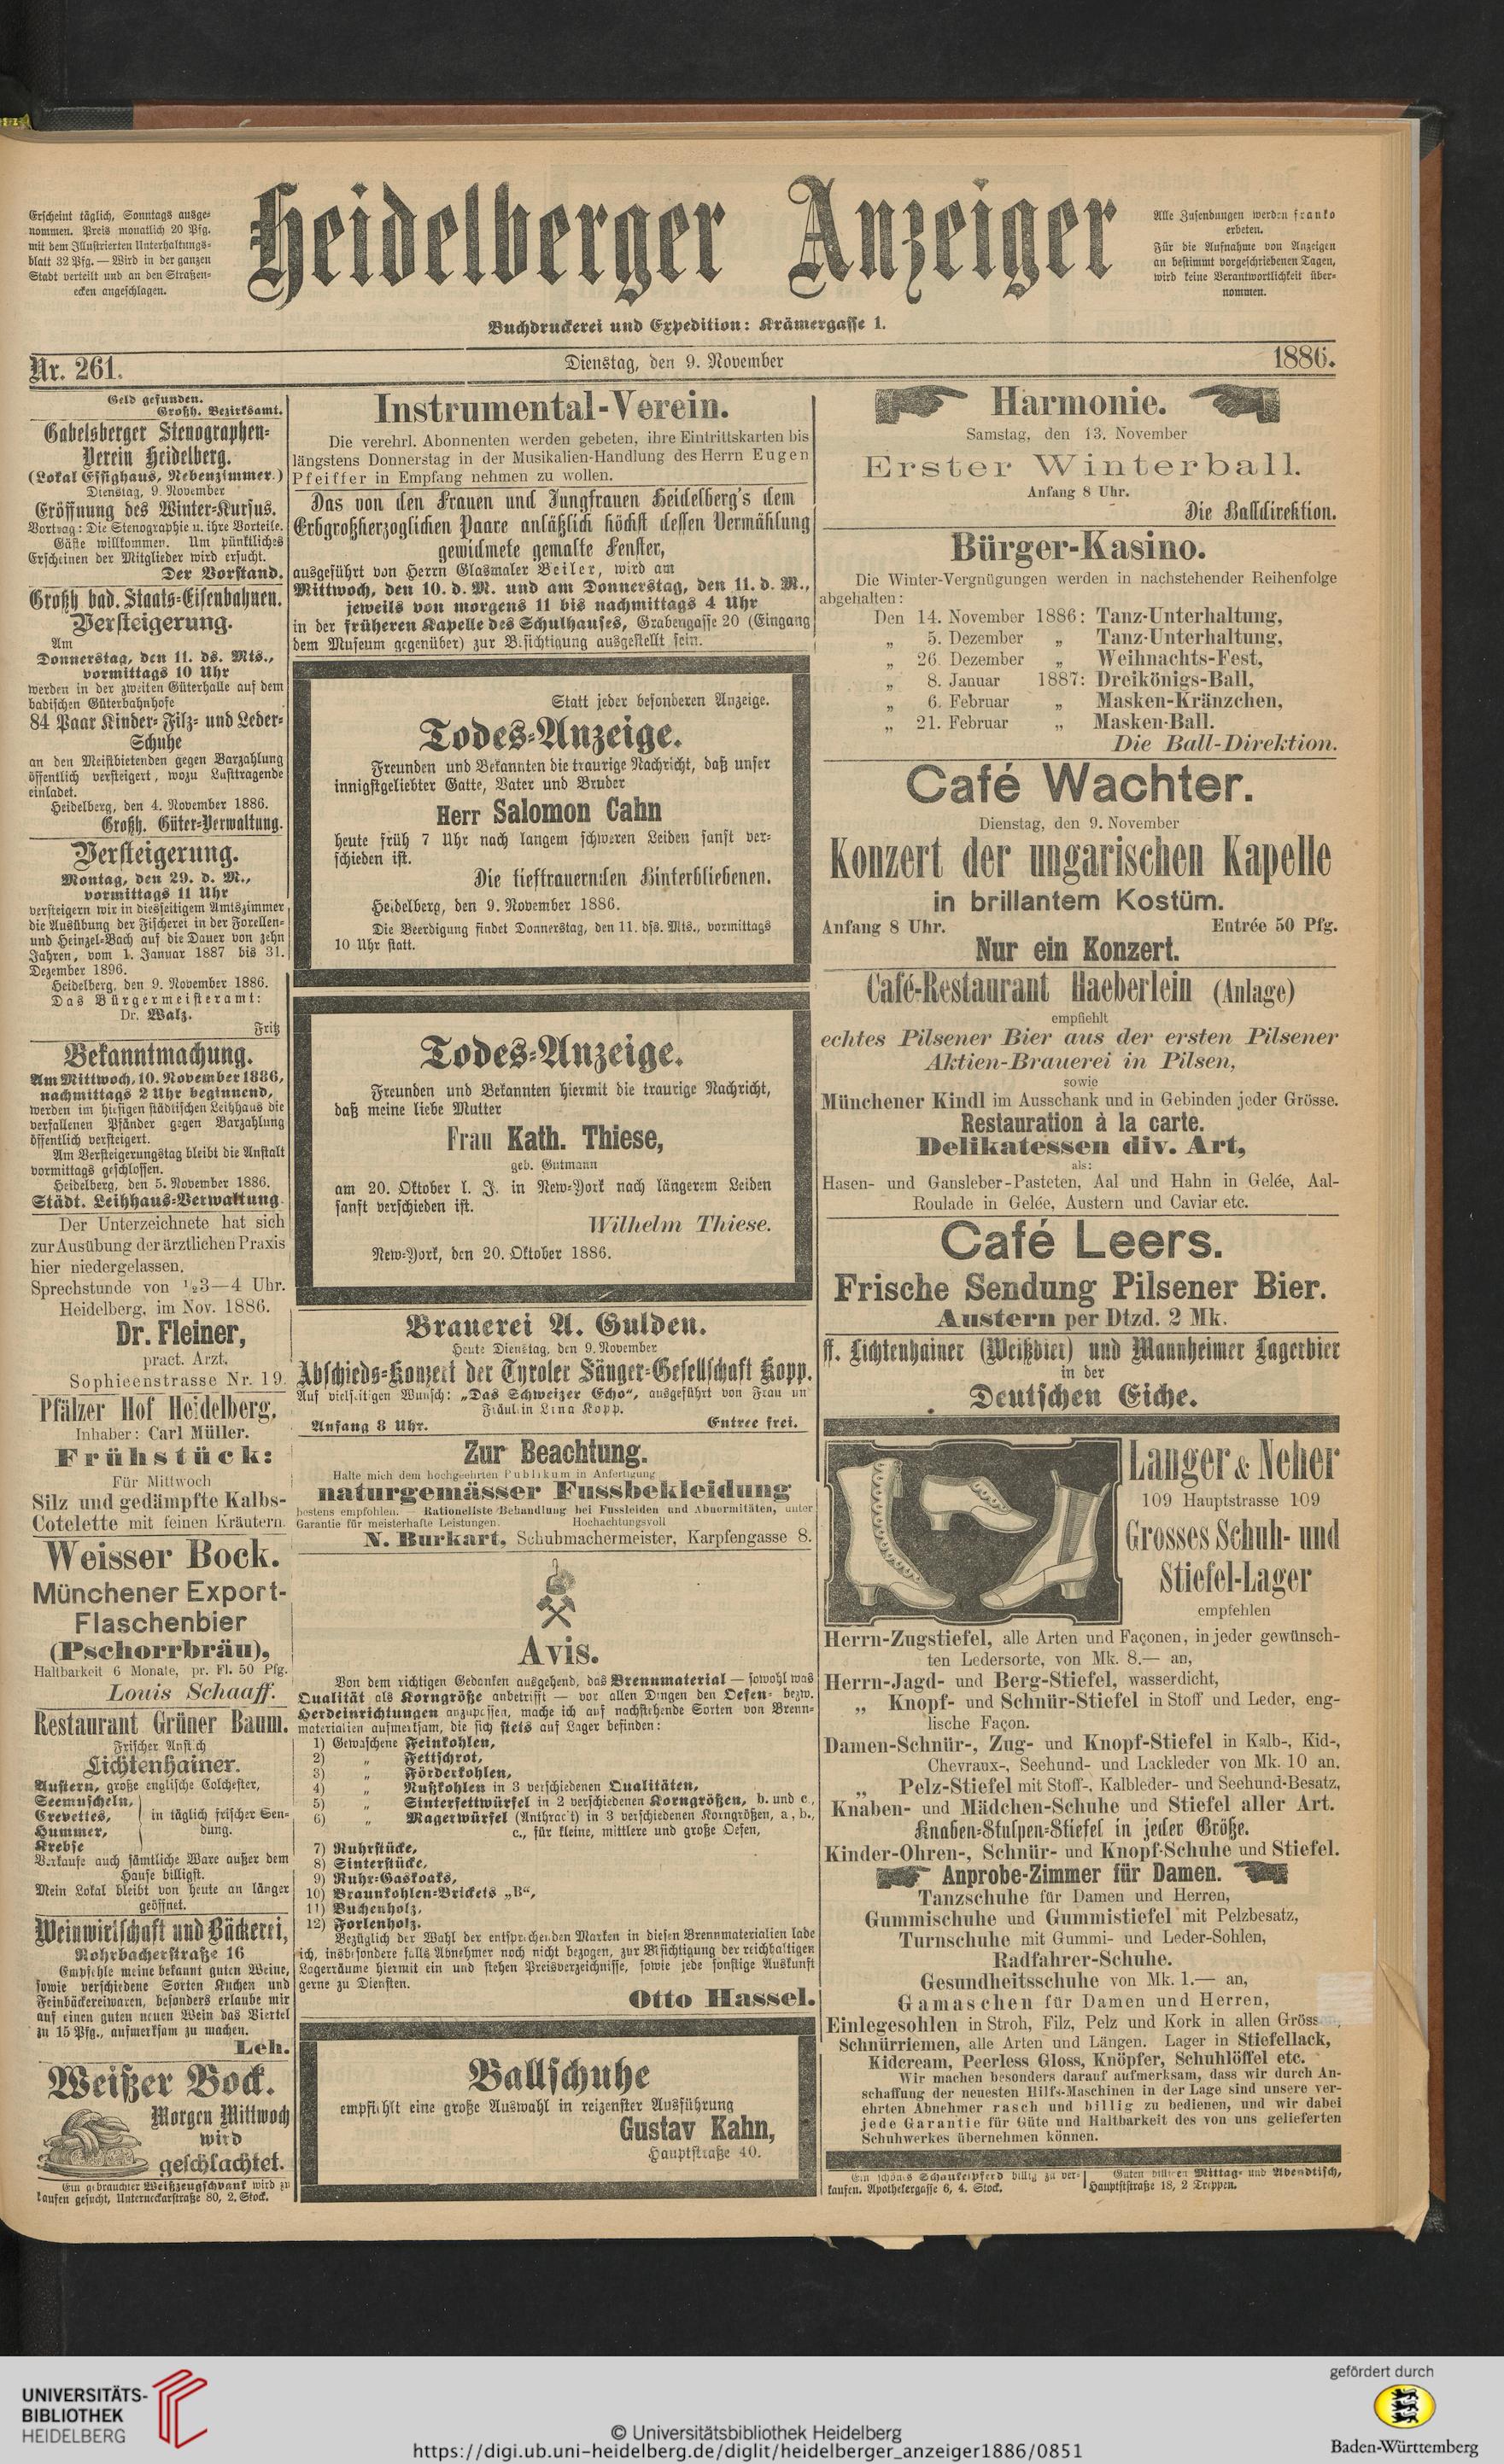 Erscheint täglich, Sonntags ausge-
nommen. Preis monatlich 20 Pfg.
mit dem Illustrierten Unterhaltungs-
blatt 32 Pfg. — Wird in der ganzen
Stadt verteilt und an den Straßen-
ecken angeschlagen.
Heidelberger Anzeiger
Alle Zusendungen werden franko
erbeten.
Für die Aufnahme von Anzeigen
an bestimmt vorgeschriebenen Tagen,
wird keine Verantwortlichkeit über-
nommen.
Buchdruckerei und Expedition: Krämergasse 1.
Nr. 261.
Dienstag, den 9. November
1886.
Geld gefunden.
Großh. Bezirksamt.
Gabelsberger Stenographen-
Verein Heidelberg.
(Lokal Essighaus, Nebenzimmer.)
Dienstag, 9. November
Eröffnung des Winter-Kursus.
Vortrag: Die Stenographie u. ihre Vorteile.
Gäste willkommen. Um pünktliches
Erscheinen der Mitglieder wird ersucht.
Der Vorstand.
Großh. bad. Staats-Eisenbahnen.
Versteigerung.
Am
Donnerstag, den 11. ds. Mts.,
vormittags 10 Uhr
werden in der zweiten Güterhalle auf dem
badischen Güterbahnhofe
84 Paar Kinder- Filz- und Leder-
Schuhe
an den Meistbietenden gegen Barzahlung
öffentlich versteigert, wozu Lusttragende
einladet.
Heidelberg, den 4. November 1886.
Großh. Güter-Verwaltung.
Versteigerung.
Montag, den 29. d. M.,
vormittags 11 Uhr
versteigern wir in diesseitigem Amtszimmer
die Ausübung der Fischerei in der Forellen-
und Heinzel-Bach auf die Dauer von zehn
Jahren, vom 1. Januar 1887 bis 31.
Dezember 1896.
Heidelberg, den 9. November 1886.
Das Bürgermeisteramt:
Dr. Walz.
Fritz
Bekanntmachung.
Am Mittwoch, 10. November 1886,
nachmittags 2 Uhr beginnend,
werden im hiesigen städtischen Leihhaus die
verfallenen Pfänder gegen Barzahlung
öffentlich versteigert.
Am Versteigerungstag bleibt die Anstalt
vormittags geschlossen.
Heidelberg, den 5. November 1886.
Städt. Leihhaus-Verwaltung.
Der Unterzeichnete hat sich
zur Ausübung der ärztlichen Praxis
hier niedergelassen.
Sprechstunde von ½3—4 Uhr.
Heidelberg, im Nov. 1886.
Dr. Fleiner,
pract. Arzt.
Sophieenstrasse Nr. 19.
Pfälzer Hof Heidelberg.
Inhaber: Carl Müller.
Frühstück:
Für Mittwoch
Silz und gedämpfte Kalbs-
Cotelette mit feinen Kräutern.
Weisser Bock.
Münchener Export-
Flaschenbier
(Pschorrbräu),
Haltbarkeit 6 Monate, pr. Fl. 50 Pfg.
Louis Schaaff.
Restaurant Grüner Baum.
Frischer Anstich
Lichtenhainer.
Austern, große englische Colchester,
Seemuscheln,
Crevettes,
Hummer,
Krebse
in täglich frischer Sen-
dung.
Verkaufe auch sämtliche Ware außer dem
Hause billigst.
Mein Lokal bleibt von heute an länger
geöffnet.
Weinwirtschaft und Bäckerei,
Rohrbacherstraße 16
Empfehle meine bekannt guten Weine,
sowie verschiedene Sorten Kuchen und
Feinbäckereiwaren, besonders erlaube mir
auf einen guten neuen Wein das Viertel
zu 15 Pfg., aufmerksam zu machen.
Leh.
Weißer Bock.
Morgen Mittwoch
wird
geschlachtet.
Ein gebrauchter Weißzeugschrank wird zu
kaufen gesucht, Unterneckarstraße 80, 2. Stock.
Instrumental-Verein.
Die verehrl. Abonnenten werden gebeten, ihre Eintrittskarten bis
längstens Donnerstag in der Musikalien-Handlung des Herrn Eugen
Pfeiffer in Empfang nehmen zu wollen.
Das von den Frauen und Jungfrauen Heidelberg's dem
Erbgroßherzoglichen Paare anläßlich höchst dessen Vermählung
gewidmete gemalte Fenster,
ausgeführt von Herrn Glasmaler Beiler, wird am
Mittwoch, den 10. d. M. und am Donnerstag, den 11. d. M.,
jeweils von morgens 11 bis nachmittags 4 Uhr
in der früheren Kapelle des Schulhauses, Grabengasse 20 (Eingang
dem Museum gegenüber) zur Besichtigung ausgestellt sein.
Statt jeder besonderen Anzeige.
Todes-Anzeige.
Freunden und Bekannten die traurige Nachricht, daß unser
innigstgeliebter Gatte, Vater und Bruder
Herr Salomon Cahn
heute früh 7 Uhr nach langem schweren Leiden sanft ver-
schieden ist.
Die tieftrauernden Hinterbliebenen.
Heidelberg, den 9. November 1886.
Die Beerdigung findet Donnerstag, den 11. dss. Mts., vormittags
10 Uhr statt.
Todes-Anzeige.
Freunden und Bekannten hiermit die traurige Nachricht,
daß meine liebe Mutter
Frau Kath. Thiese,
geb. Gutmann
am 20. Oktober l. J. in New-York nach längerem Leiden
sanft verschieden ist.
Wilhelm Thiese.
New-York, den 20. Oktober 1886.
Brauerei A. Gulden.
Heute Dienstag, den 9. November
Abschieds-Konzert der Tyroler Sänger-Gesellschaft Kopp.
Auf vielseitigen Wunsch: „Das Schweizer Echo“, ausgeführt von Frau un
Fräulein Lina Kopp.
Anfang 8 Uhr.
Entree frei.
Zur Beachtung.
Halte mich dem hochgeehrten Publikum in Anfertigung
naturgemässer Fussbekleidung
bestens empfohlen. Rationellste Behandlung bei Fussleiden und Abnormitäten, unter
Garantie für meisterhafte Leistungen. Hochachtungsvoll
N. Burkart, Schuhmachermeister, Karpfengasse 8.
Avis.
Von dem richtigen Gedanken ausgehend, das Brennmaterial — sowohl was
Qualität als Korngröße anbetrifft — vor allen Dingen den Oefen- bezw.
Herdeinrichtungen anzupassen, mache ich auf nachstehende Sorten von Brenn-
materialien aufmerksam, die sich stets auf Lager befinden:
1) Gewaschene Feinkohlen,
2) „ Fettschrot,
3) „ Förderkohlen,
4) „ Nußkohlen in 3 verschiedenen Qualitäten,
5) „ Sinterfettwürfel in 2 verschiedenen Korngrößen, b. und c.,
6) „ Magerwürfel (Anthracit) in 3 verschiedenen Korngrößen, a., b.,
c., für kleine, mittlere und große Oefen,
7) Ruhrstücke,
8) Sinterstücke,
9) Ruhr-Gaskoaks,
10) Braunkohlen-Brickets „B“,
11) Buchenholz,
12) Forlenholz.
Bezüglich der Wahl der entsprechenden Marken in diesen Brennmaterialien lade
ich, insbesondere falls Abnehmer noch nicht bezogen, zur Besichtigung der reichhaltigen
Lagerräume hiermit ein und stehen Preisverzeichnisse, sowie jede sonstige Auskunft
gerne zu Diensten.
Otto Hassel.
Ballschuhe
empfiehlt eine große Auswahl in reizenster Ausführung
Gustav Kahn,
Hauptstraße 40.
Harmonie.
Samstag, den 13. November
Erster Winterball.
Anfang 8 Uhr.
Die Balldirektion.
Bürger-Kasino.
Die Winter-Vergnügungen werden in nachstehender Reihenfolge
abgehalten:
Den 14. November 1886: Tanz-Unterhaltung,
„ 5. Dezember „ Tanz-Unterhaltung,
„ 26. Dezember „ Weihnachts-Fest,
„ 8. Januar 1887: Dreikönigs-Ball,
„ 6. Februar „ Masken-Kränzchen,
„ 21. Februar „ Masken-Ball.
Die Ball-Direktion.
Café Wachter.
Dienstag, den 9. November
Konzert der ungarischen Kapelle
in brillantem Kostüm.
Anfang 8 Uhr.
Entrée 50 Pfg.
Nur ein Konzert.
Café-Restaurant Haeberlein (Anlage)
empfiehlt
echtes Pilsener Bier aus der ersten Pilsener
Aktien-Brauerei in Pilsen,
sowie
Münchener Kindl im Ausschank und in Gebinden jeder Grösse.
Restauration à la carte.
Delikatessen div. Art,
als:
Hasen- und Gansleber-Pasteten, Aal und Hahn in Gelée, Aal-
Roulade in Gelée, Austern und Caviar etc.
Café Leers.
Frische Sendung Pilsener Bier.
Austern per Dtzd. 2 Mk.
ff. Lichtenhainer (Weißbier) und Mannheimer Lagerbier
in der
Deutschen Eiche.
Langer & Neher
109 Hauptstrasse 109
Grosses Schuh- und
Stiefel-Lager
empfehlen
Herrn-Zugstiefel, alle Arten und Façonen, in jeder gewünsch-
ten Ledersorte, von Mk. 8.— an,
Herrn-Jagd- und Berg-Stiefel, wasserdicht,
„ Knopf- und Schnür-Stiefel in Stoff und Leder, eng-
lische Façon.
Damen-Schnür-, Zug- und Knopf-Stiefel in Kalb-, Kid-,
Chevraux-, Seehund- und Lackleder von Mk. 10 an.
„ Pelz-Stiefel mit Stoff-, Kalbleder- und Seehund-Besatz,
Knaben- und Mädchen-Schuhe und Stiefel aller Art.
Knaben-Stulpen-Stiefel in jeder Größe.
Kinder-Ohren-, Schnür- und Knopf-Schuhe und Stiefel.
Anprobe-Zimmer für Damen.
Tanzschuhe für Damen und Herren,
Gummischuhe und Gummistiefel mit Pelzbesatz,
Turnschuhe mit Gummi- und Leder-Sohlen,
Radfahrer-Schuhe.
Gesundheitsschuhe von Mk. 1.— an,
Gamaschen für Damen und Herren,
Einlegesohlen in Stroh, Filz, Pelz und Kork in allen Gröss
Schnürriemen, alle Arten und Längen. Lager in Stiefellack,
Kidcream, Peerless Gloss, Knöpfer, Schuhlöffel etc.
Wir machen besonders darauf aufmerksam, dass wir durch An-
schaffung der neuesten Hilfs-Maschinen in der Lage sind unsere ver-
ehrten Abnehmer rasch und billig zu bedienen, und wir dabei
jede Garantie für Güte und Haltbarkeit des von uns gelieferten
Schuhwerkes übernehmen können.
Ein schönes Schaukelpferd billig zu ver-
kaufen. Apothekergasse 6, 4. Stock.
Guten billigen Mittag- und Abendtisch,
Hauptstraße 18, 2 Treppen.
UNIVERSITÄTS-
BIBLIOTHEK
HEIDELBERG
© Universitätsbibliothek Heidelberg
https://digi.ub.uni-heidelberg.de/diglit/heidelberger_anzeiger1886/0851
gefördert durch
Baden-Württemberg